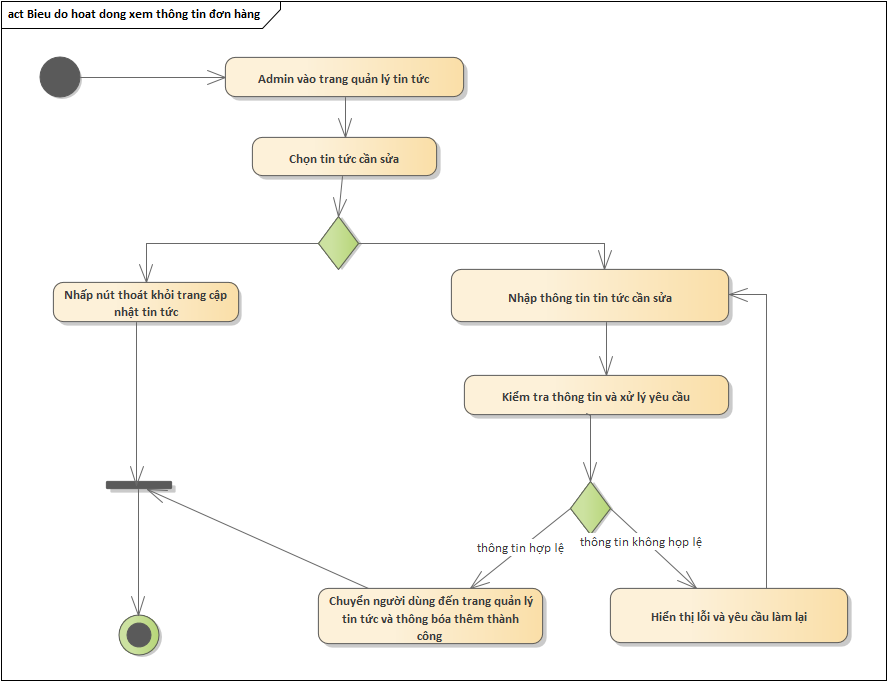 act Bieu do hoat dong xem thông tin đơn hàng
Admin vào trang quản lý tin tức
Chọn tin tức cần sửa
Nhấp nút thoát khỏi trang cập
nhật tin tức
Nhập thông tin tin tức cần sửa
Kiểm tra thông tin và xử lý yêu cầu
thông tin hợp lệ
thông tin không họp lệ
Chuyển người dùng đến trang quản lý
tin tức và thông bóa thêm thành
công
Hiển thị lỗi và yêu cầu làm lại